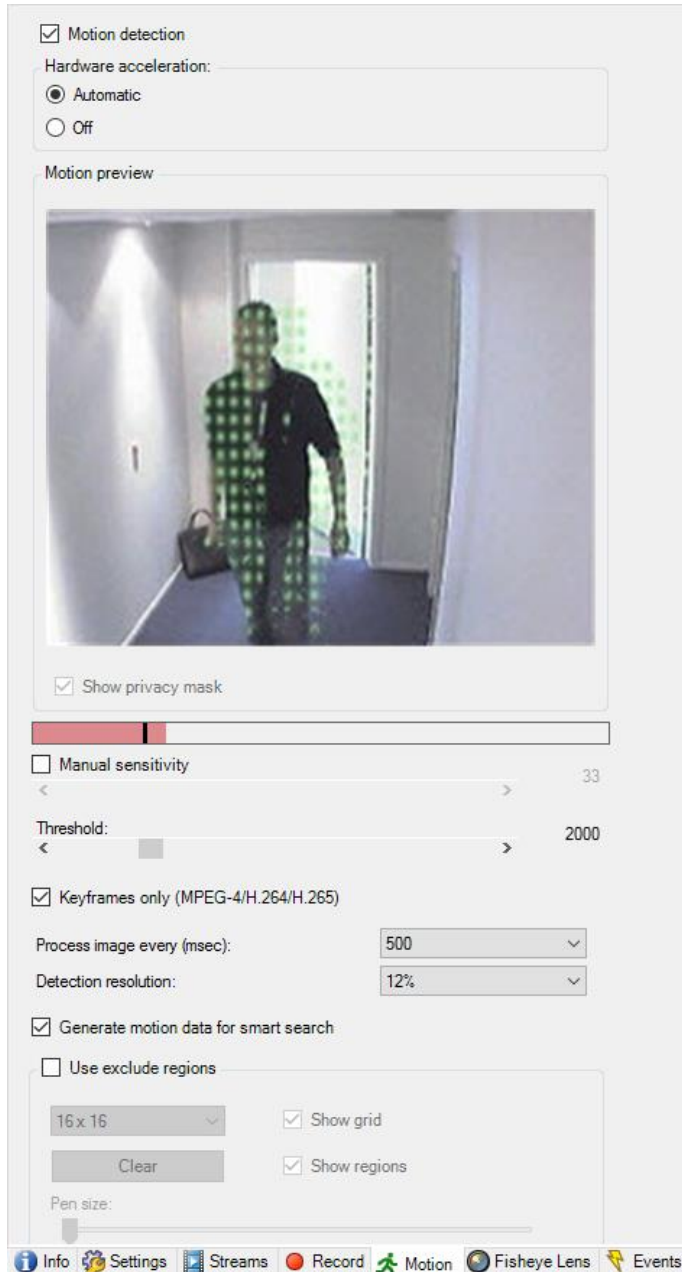 Motion detection
Hardware acceleration:
Automatic
Off
Motion preview
Show privacy mask
Manual sensitivity
33
Threshold:
2000
Keyframes only (MPEG-4/H.264/H.265)
Process image every (msec): 500
Detection resolution: 12%
Generate motion data for smart search
Use exclude regions
16 x 16 Show grid
Clear Show regions
Pen size:
Info Settings Streams Record Motion Fisheye Lens Events